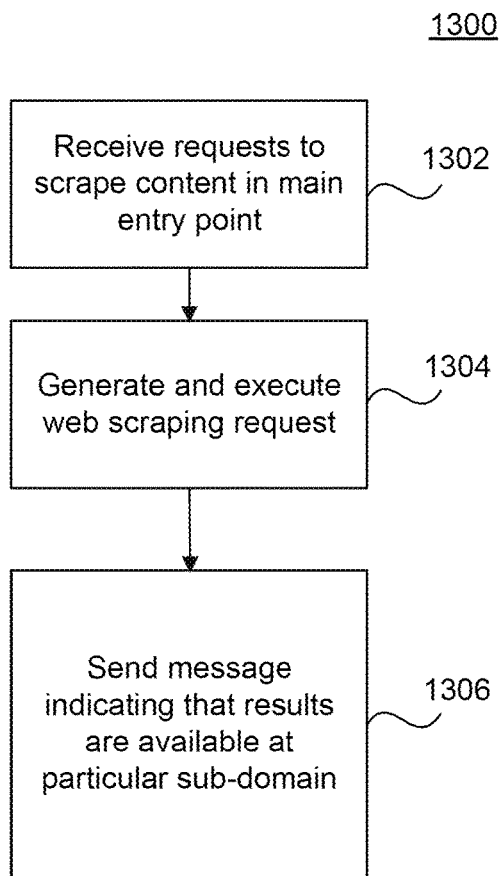 1300
Receive requests to
scrape content in main
entry point
1302
Generate and execute
web scraping request
1304
Send message
indicating that results
are available at
particular sub-domain
1306